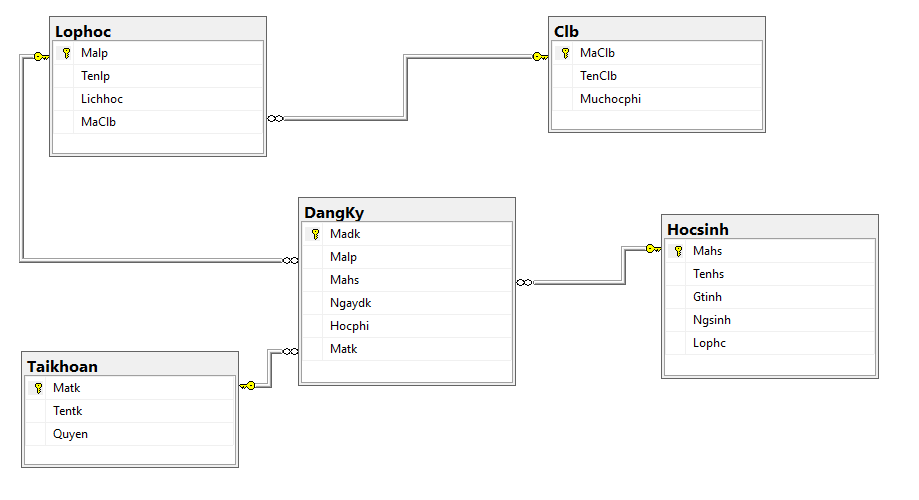 Lophoc
Malp
Tenlp
Lichhoc
MaClb
Clb
MaClb
TenClb
Muchocphi
DangKy
Madk
Malp
Mahs
Ngaydk
Hocphi
Matk
Hocsinh
Mahs
Tenhs
Gtinh
Ngsinh
Lophc
Taikhoan
Matk
Tentk
Quyen